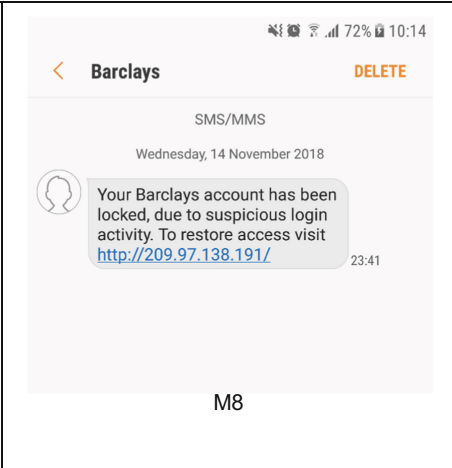 72% 10:14
Barclays DELETE
SMS/MMS
Wednesday, 14 November 2018
Your Barclays account has been
locked, due to suspicious login
activity. To restore access visit
http://209.97.138.191/
23:41
M8